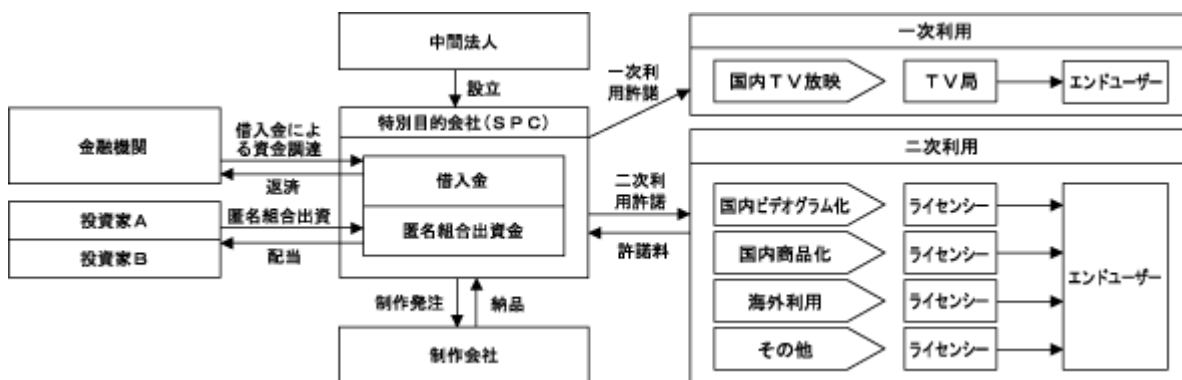 中間法人
設立
特別目的会社(SPC)
借入金
匿名組合出資金
金融機関
借入金によ
る資金調達
返済
投資家A
投資家B
匿名組合出資
配当
制作発注
納品
制作会社
一次利
用許諾
二次利
用許諾
許諾料
一次利用
国内TV放映
TV局
エンドユーザー
二次利用
国内ビデオグラム化
ライセンシー
国内商品化
ライセンシー
海外利用
ライセンシー
その他
ライセンシー
エンドユーザー